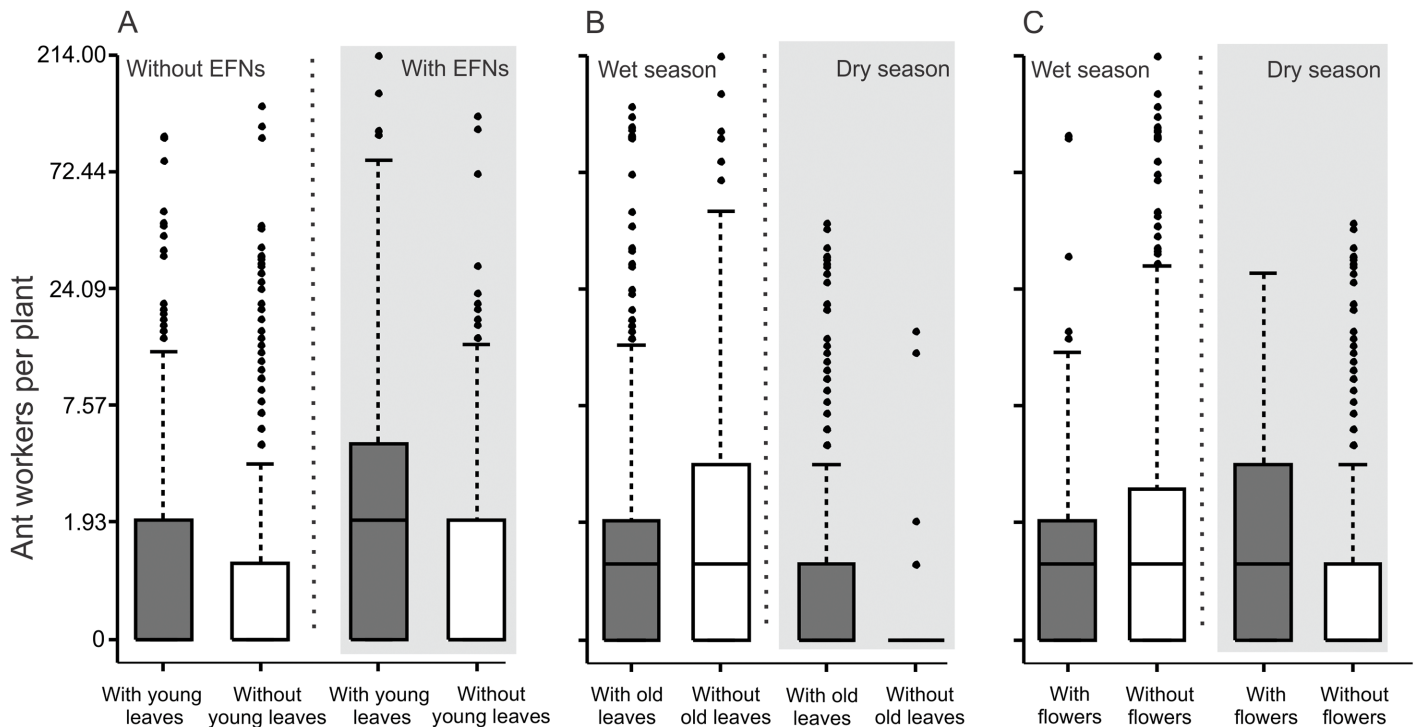 A
B
C
Ant workers per plant
214.00
72.44
24.09
7.57
1.93
0
Without EFNs
With EFNs
With young
leaves
Without
young leaves
With young
leaves
Without
young leaves
Wet season
Dry season
With old
leaves
Without
old leaves
With old
leaves
Without
old leaves
Wet season
Dry season
With
flowers
Without
flowers
With
flowers
Without
flowers